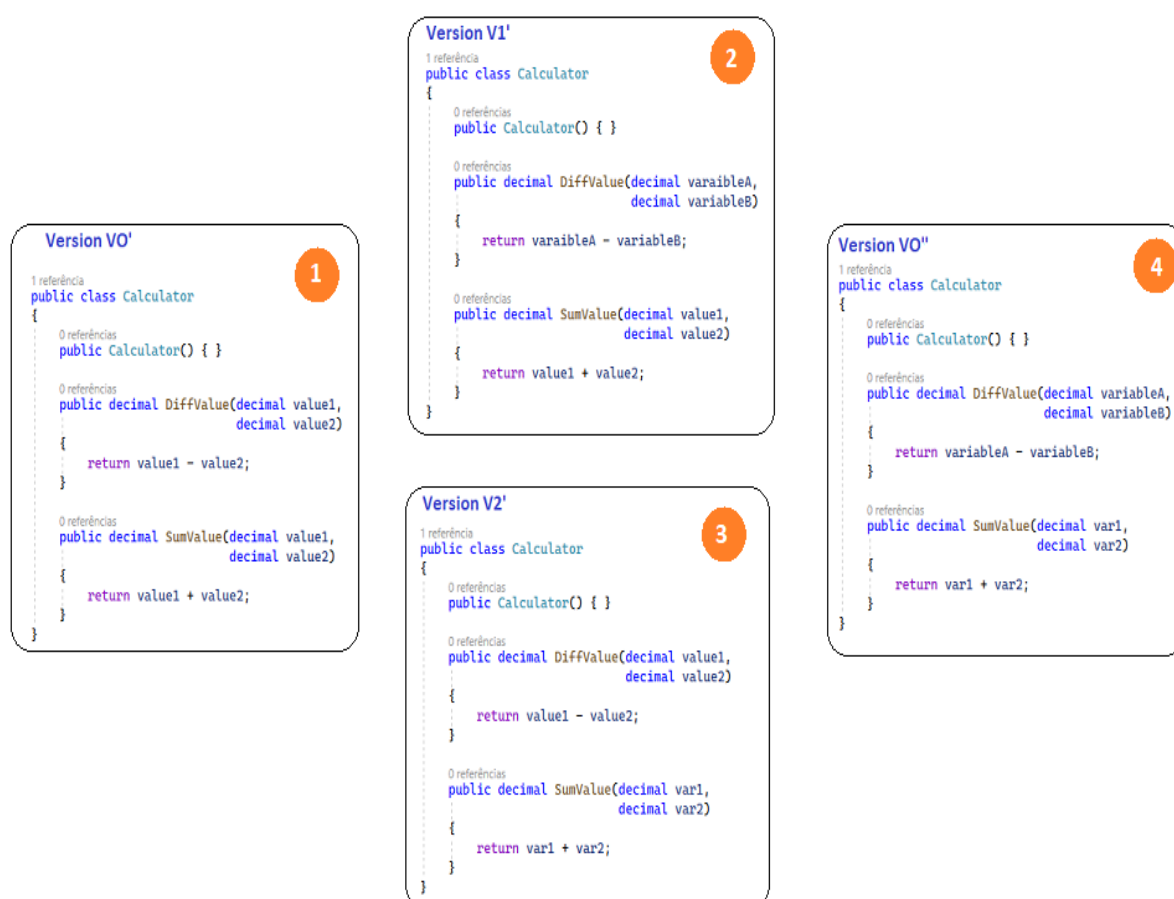 Version VO'
1
1 referência
public class Calculator
{
0 referências
public Calculator() { }
0 referências
public decimal DiffValue(decimal value1,
decimal value2)
{
return value1 - value2;
}
0 referências
public decimal SumValue(decimal value1,
decimal value2)
{
return value1 + value2;
}
}
Version V1'
2
1 referência
public class Calculator
{
0 referências
public Calculator() { }
0 referências
public decimal DiffValue(decimal varaibleA,
decimal variableB)
{
return varaibleA - variableB;
}
0 referências
public decimal SumValue(decimal value1,
decimal value2)
{
return value1 + value2;
}
}
Version V2'
3
1 referência
public class Calculator
{
0 referências
public Calculator() { }
0 referências
public decimal DiffValue(decimal value1,
decimal value2)
{
return value1 - value2;
}
0 referências
public decimal SumValue(decimal var1,
decimal var2)
{
return var1 + var2;
}
}
Version VO"
4
1 referência
public class Calculator
{
0 referências
public Calculator() { }
0 referências
public decimal DiffValue(decimal variableA,
decimal variableB)
{
return variableA - variableB;
}
0 referências
public decimal SumValue(decimal var1,
decimal var2)
{
return var1 + var2;
}
}